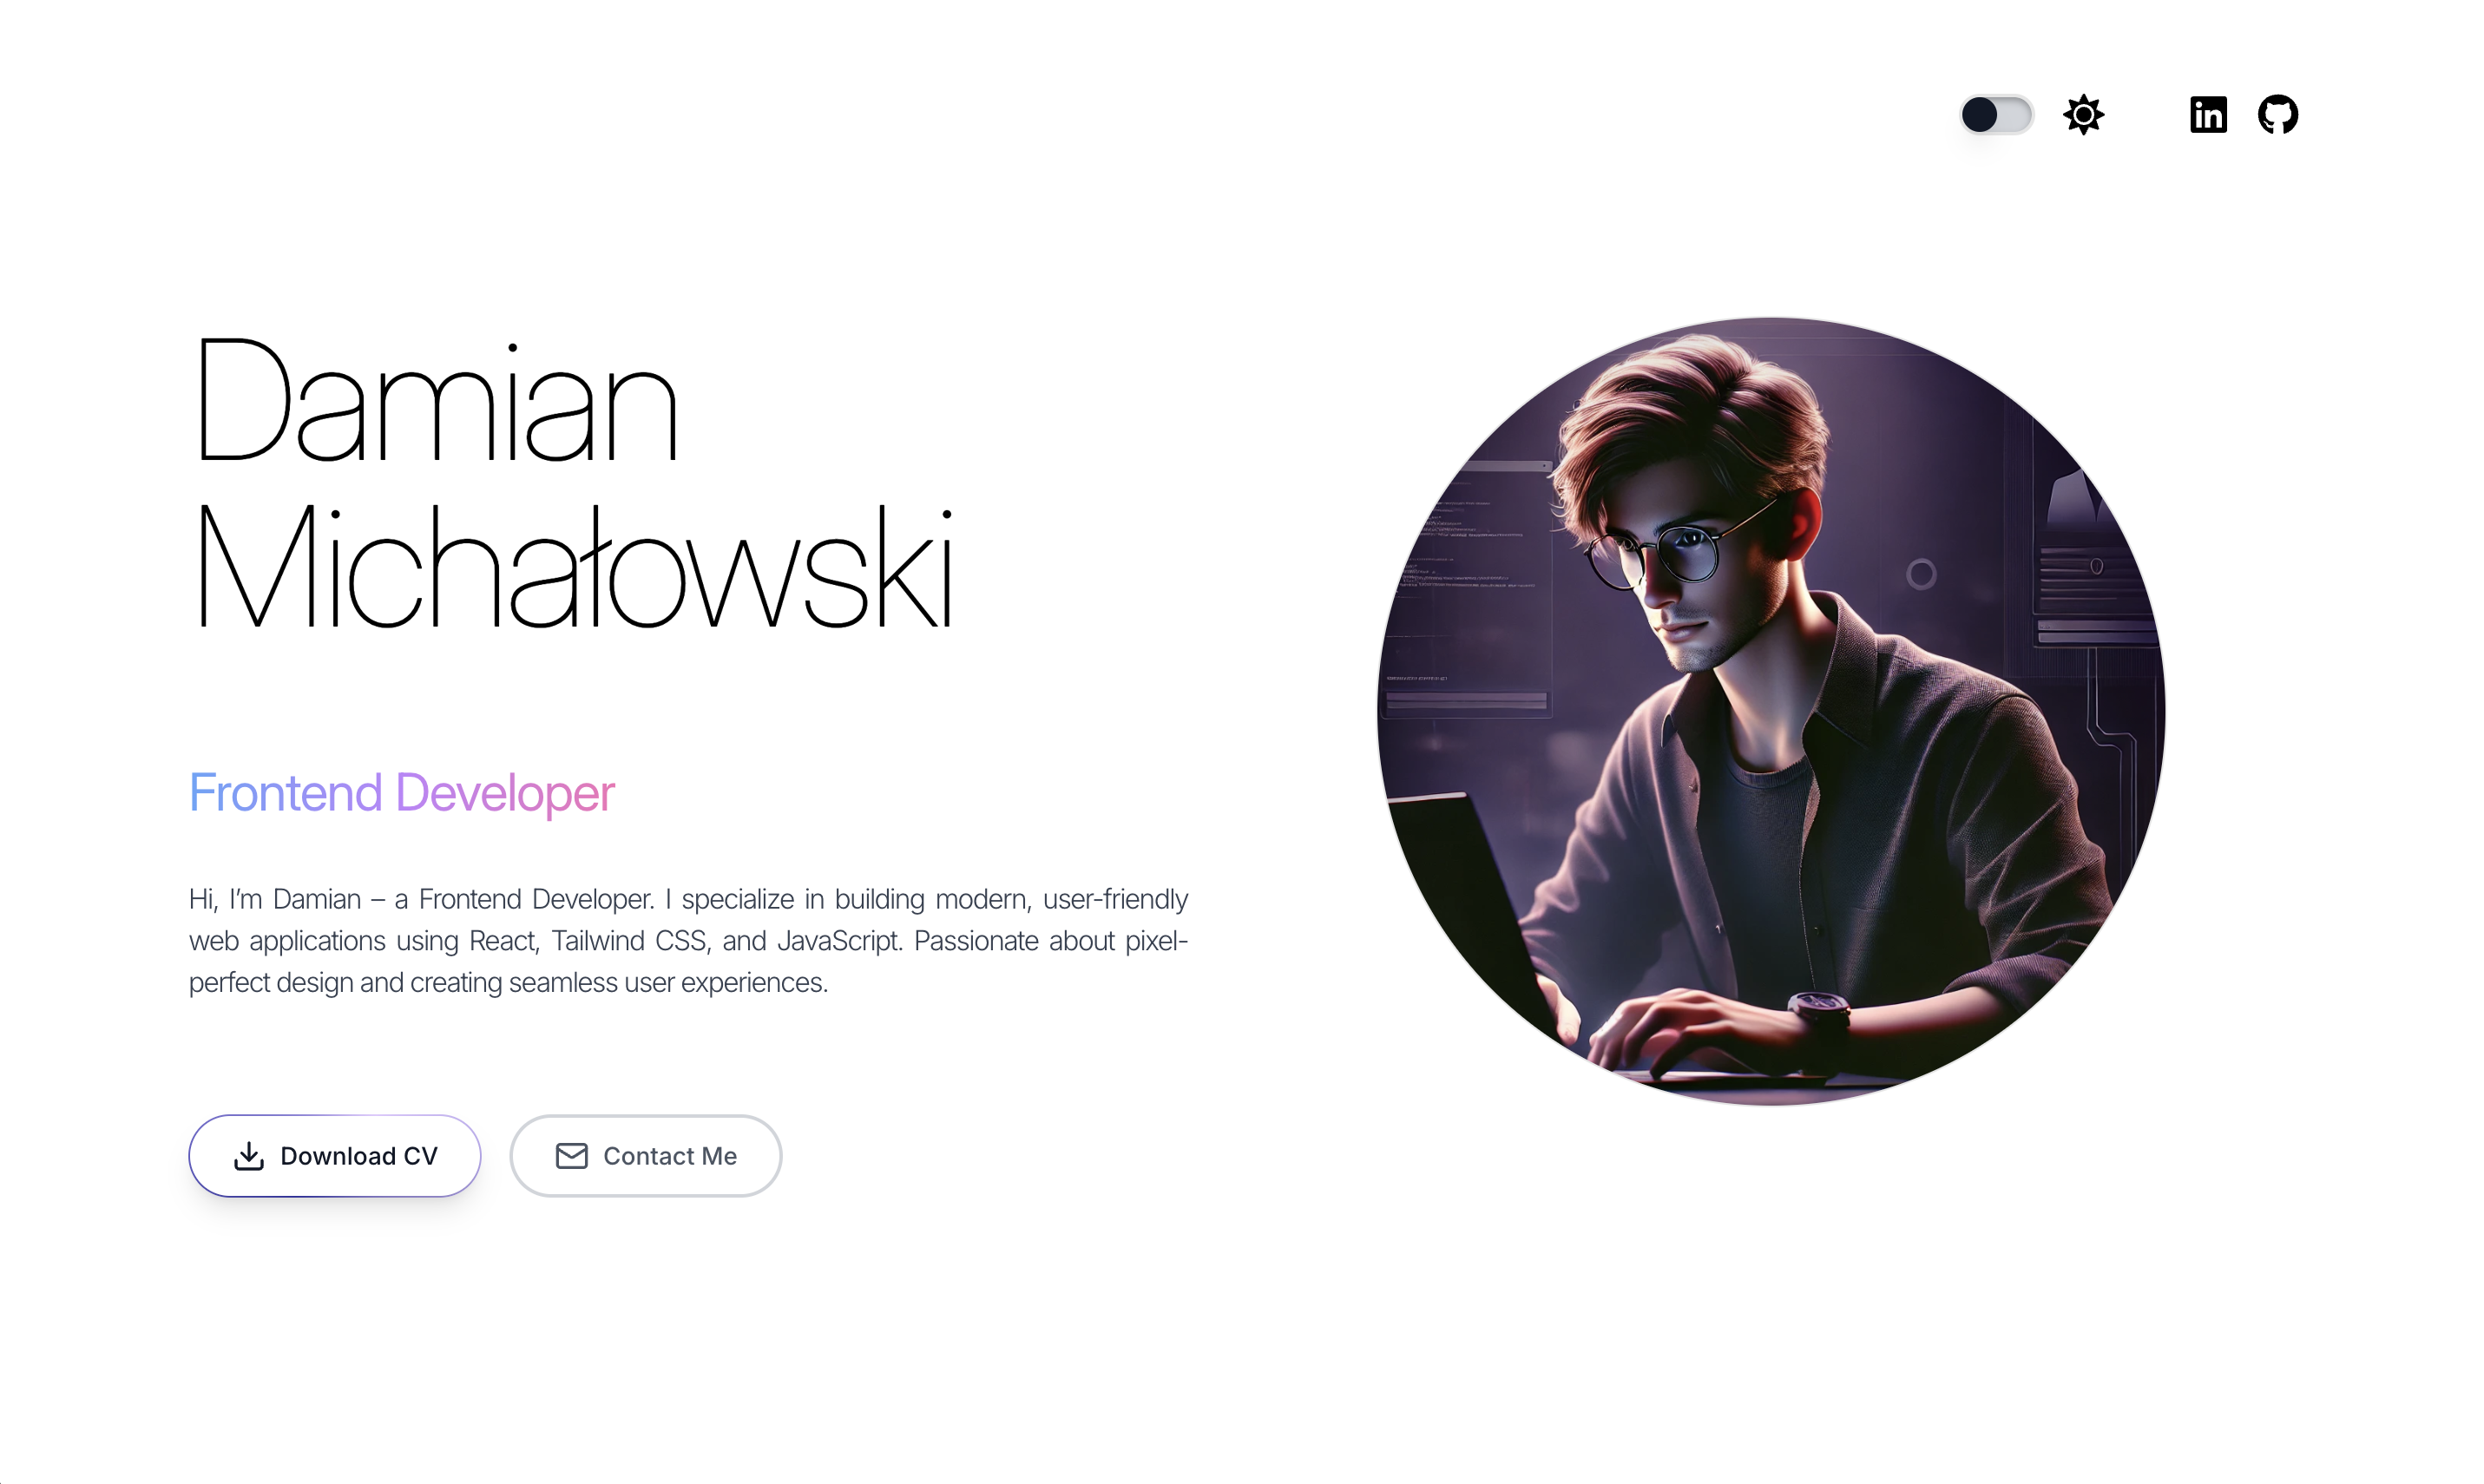 in
Damian
Michałowski
Frontend Developer
Hi, I’m Damian – a Frontend Developer. I specialize in building modern, user-friendly
web applications using React, Tailwind CSS, and JavaScript. Passionate about pixel-
perfect design and creating seamless user experiences.
Download CV
Contact Me